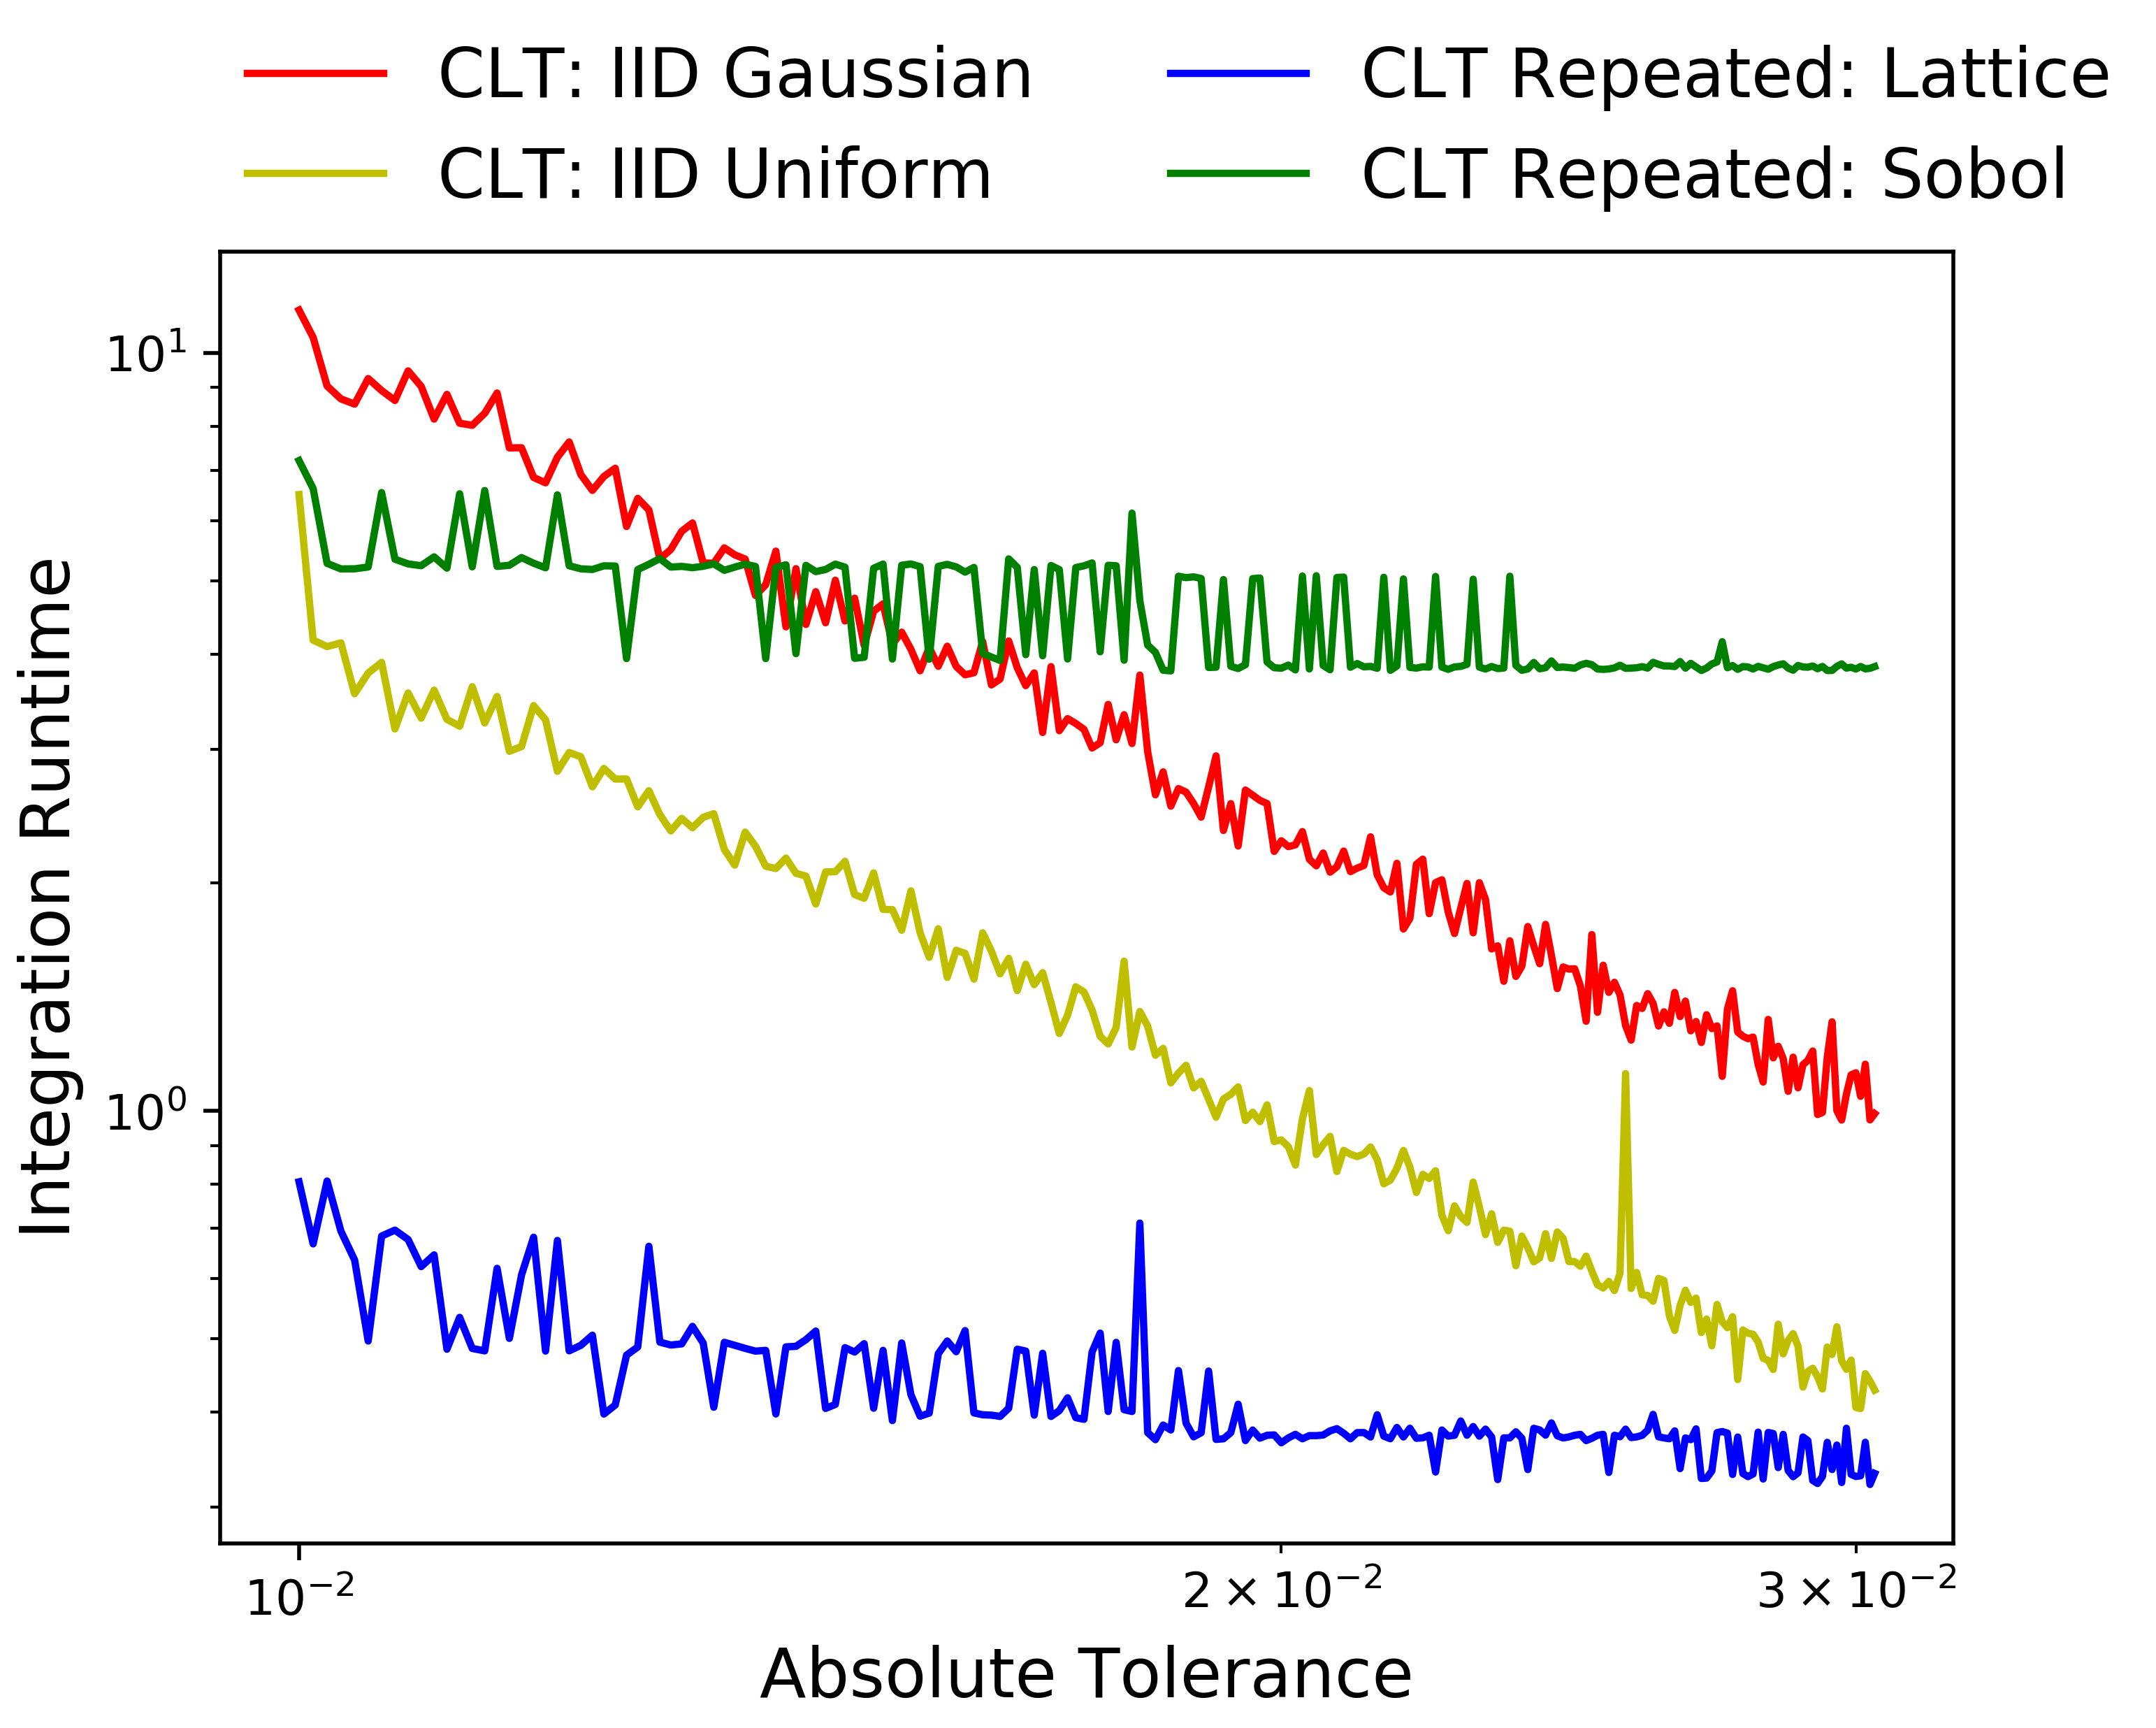 CLT: IID Gaussian
CLT: IID Uniform
CLT Repeated: Lattice
CLT Repeated: Sobol
Integration Runtime
10¹
10⁰
10⁻²
2 × 10⁻²
3 × 10⁻²
Absolute Tolerance